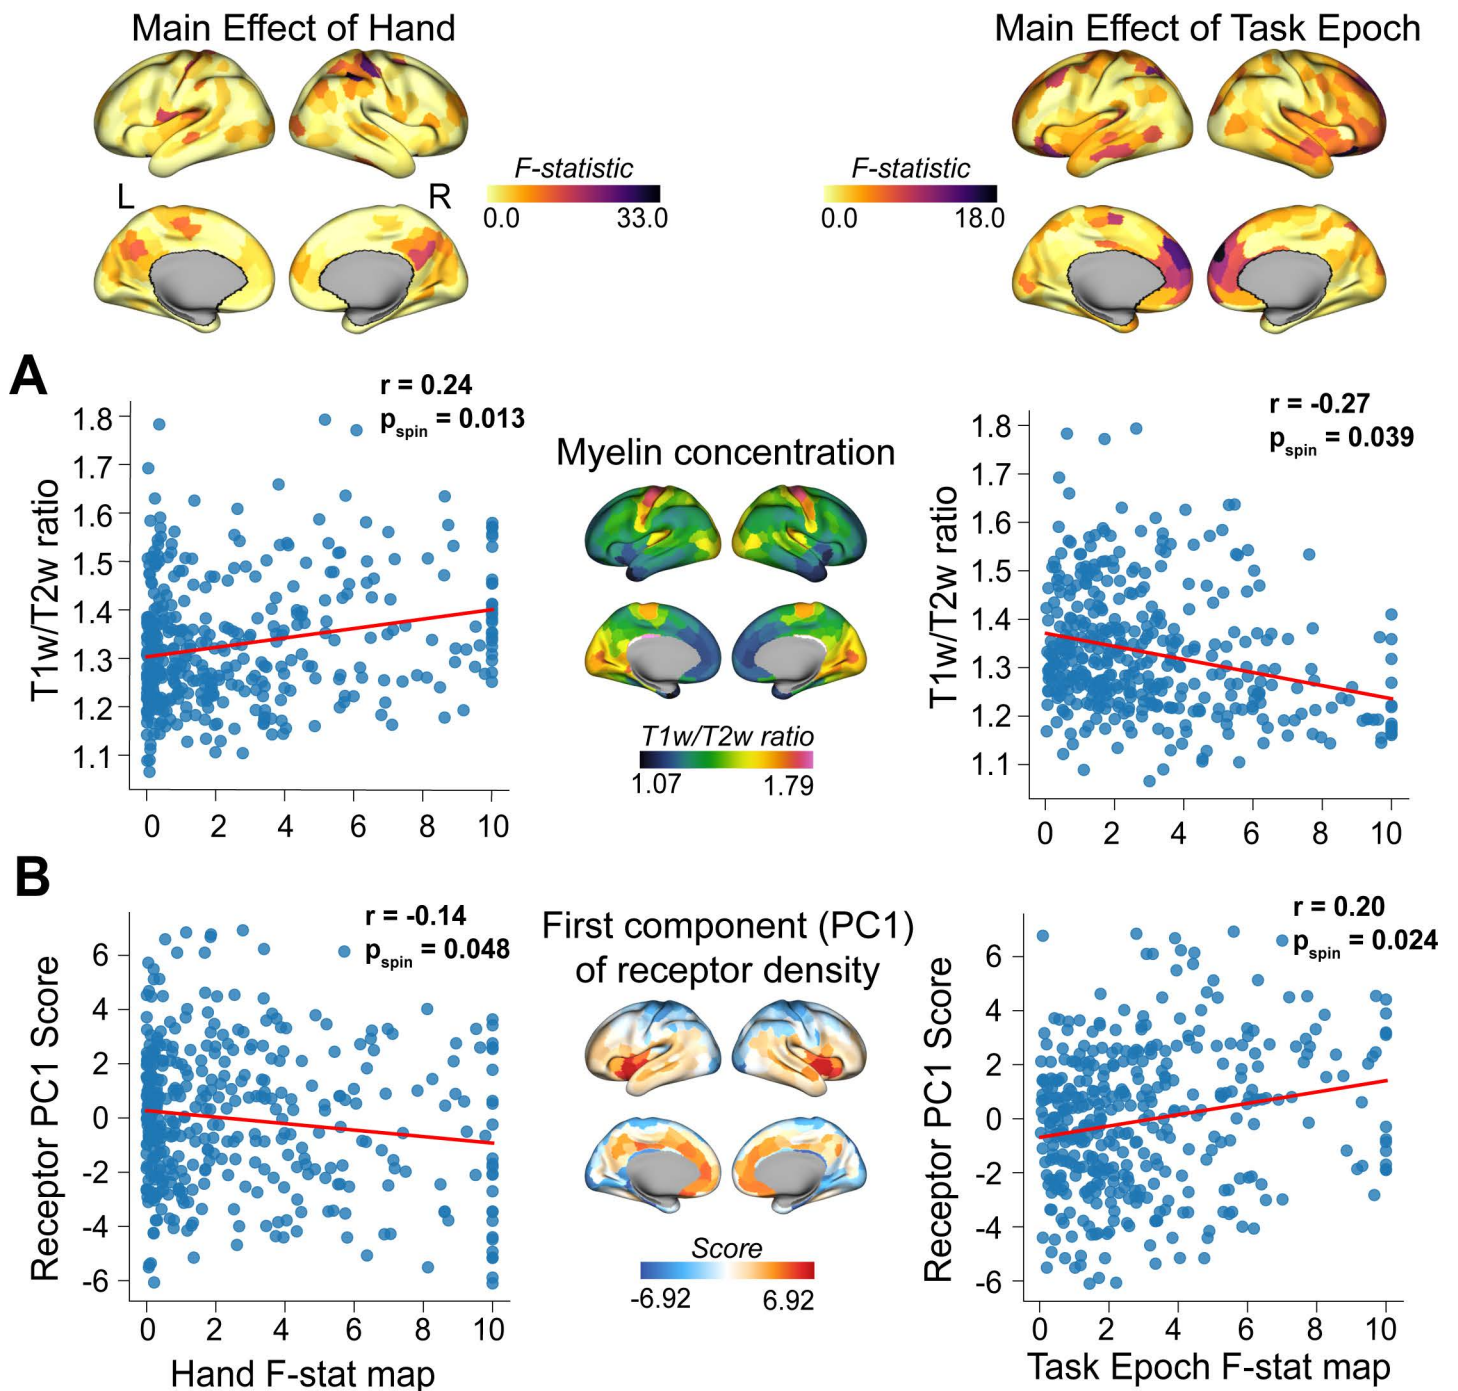 Main Effect of Hand
Main Effect of Task Epoch
F-statistic
0.0 33.0
F-statistic
0.0 18.0
L R
A
r = 0.24
pspin = 0.013
1.8
1.7
1.6
1.5
1.4
1.3
1.2
1.1
T1w/T2w ratio
0 2 4 6 8 10
Myelin concentration
T1w/T2w ratio
1.07 1.79
r = -0.27
pspin = 0.039
1.8
1.7
1.6
1.5
1.4
1.3
1.2
1.1
T1w/T2w ratio
0 2 4 6 8 10
B
r = -0.14
pspin = 0.048
6
4
2
0
-2
-4
-6
Receptor PC1 Score
0 2 4 6 8 10
Hand F-stat map
First component (PC1)
of receptor density
Score
-6.92 6.92
r = 0.20
pspin = 0.024
6
4
2
0
-2
-4
-6
Receptor PC1 Score
0 2 4 6 8 10
Task Epoch F-stat map